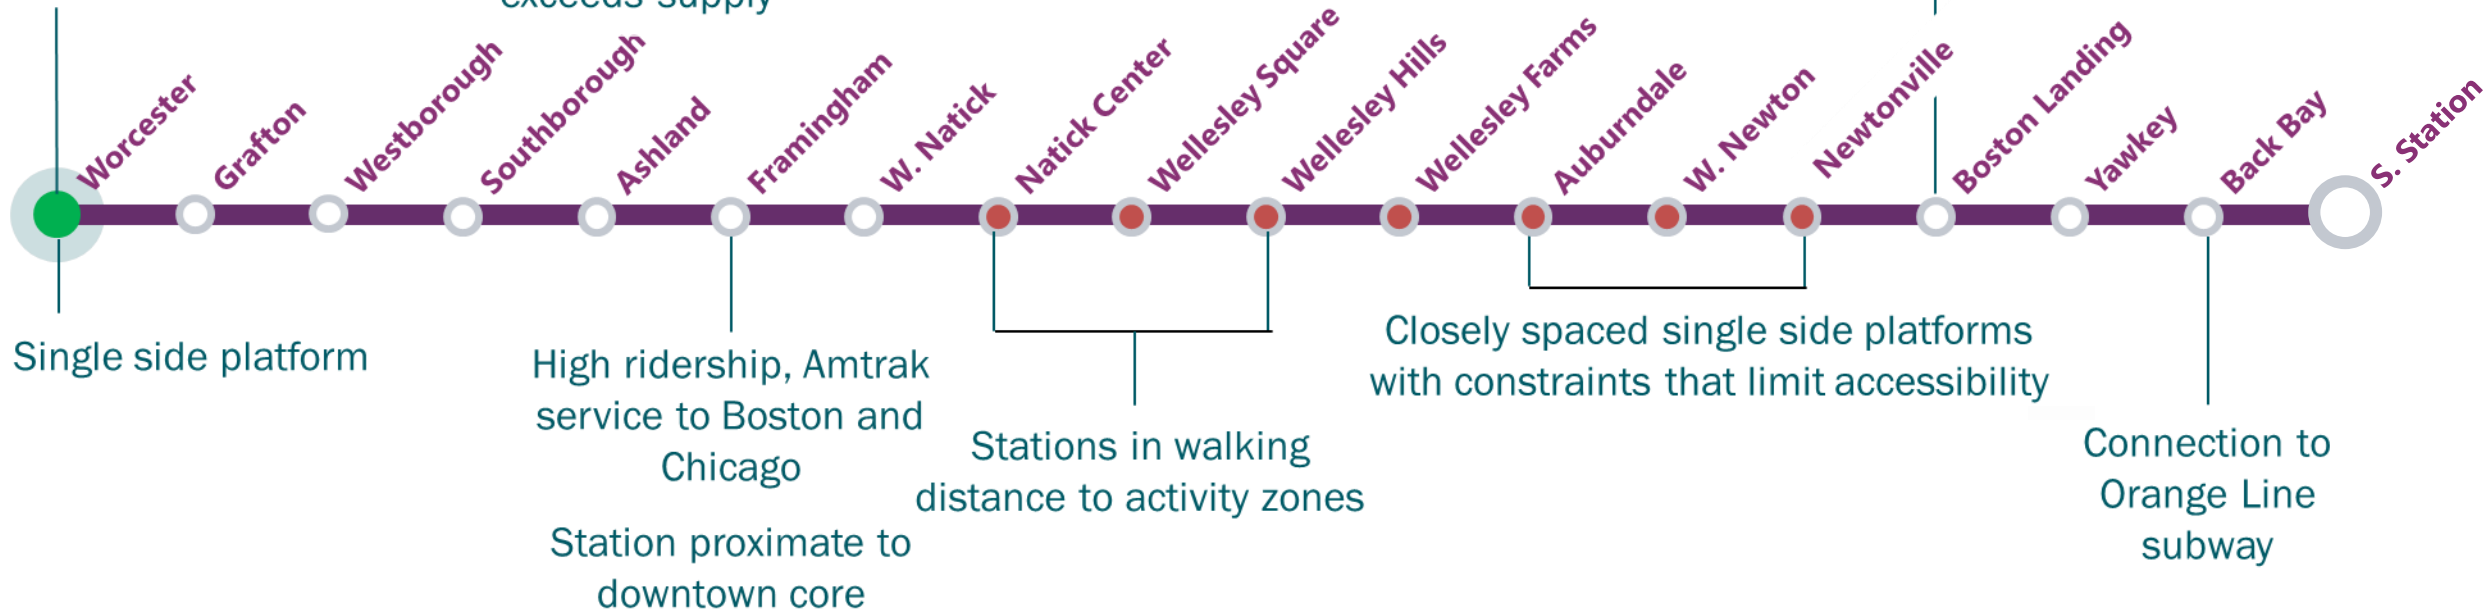 exceeds supply
Worcester
Grafton
Westborough
Southborough
Ashland
Framingham
W. Natick
Natick Center
Wellesley Square
Wellesley Hills
Wellesley Farms
Auburndale
W. Newton
Newtonville
Boston Landing
Yawkey
Back Bay
S. Station
Single side platform
High ridership, Amtrak
service to Boston and
Chicago
Station proximate to
downtown core
Stations in walking
distance to activity zones
Closely spaced single side platforms
with constraints that limit accessibility
Connection to
Orange Line
subway